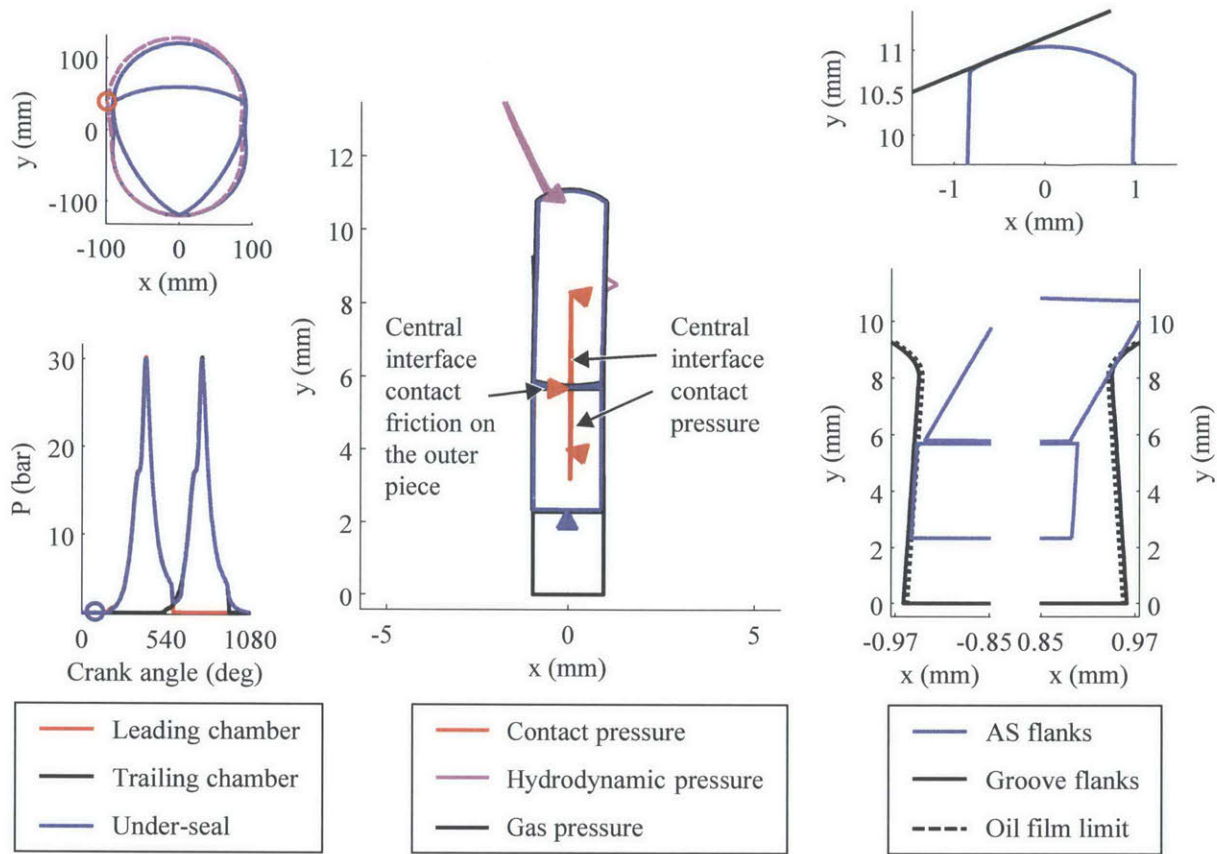 100
0
-100
y (mm)
-100 0 100
x (mm)
30
20
10
P (bar)
0 540 1080
Crank angle (deg)
Leading chamber
Trailing chamber
Under-seal
12
10
8
6
4
2
0
y (mm)
-5 0 5
x (mm)
Central
interface
contact
friction on
the outer
piece
Central
interface
contact
pressure
Contact pressure
Hydrodynamic pressure
Gas pressure
11
10.5
10
y (mm)
-1 0 1
x (mm)
10
8
6
4
2
0
y (mm)
10
8
6
4
2
0
y (mm)
-0.97 -0.85 0.85 0.97
x (mm) x (mm)
AS flanks
Groove flanks
Oil film limit